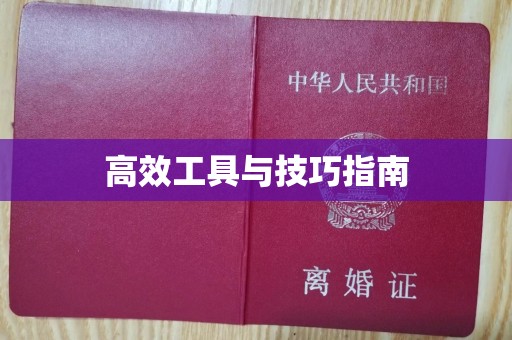 中华人民共和国
高效工具与技巧指南
离婚证